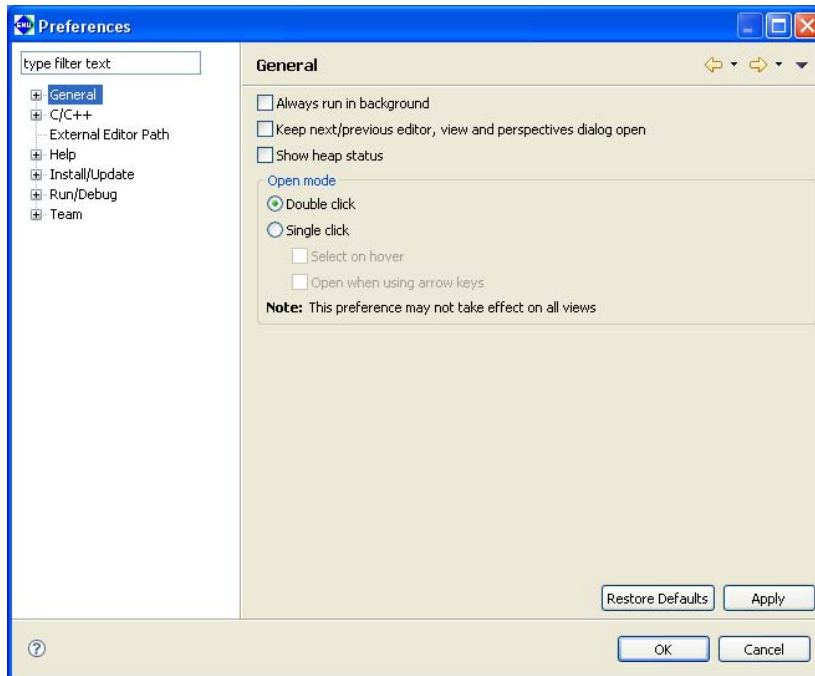 Preferences
type filter text
General
C/C++
External Editor Path
Help
Install/Update
Run/Debug
Team
General
Always run in background
Keep next/previous editor, view and perspectives dialog open
Show heap status
Open mode
Double click
Single click
Select on hover
Open when using arrow keys
Note: This preference may not take effect on all views
Restore Defaults Apply
OK Cancel